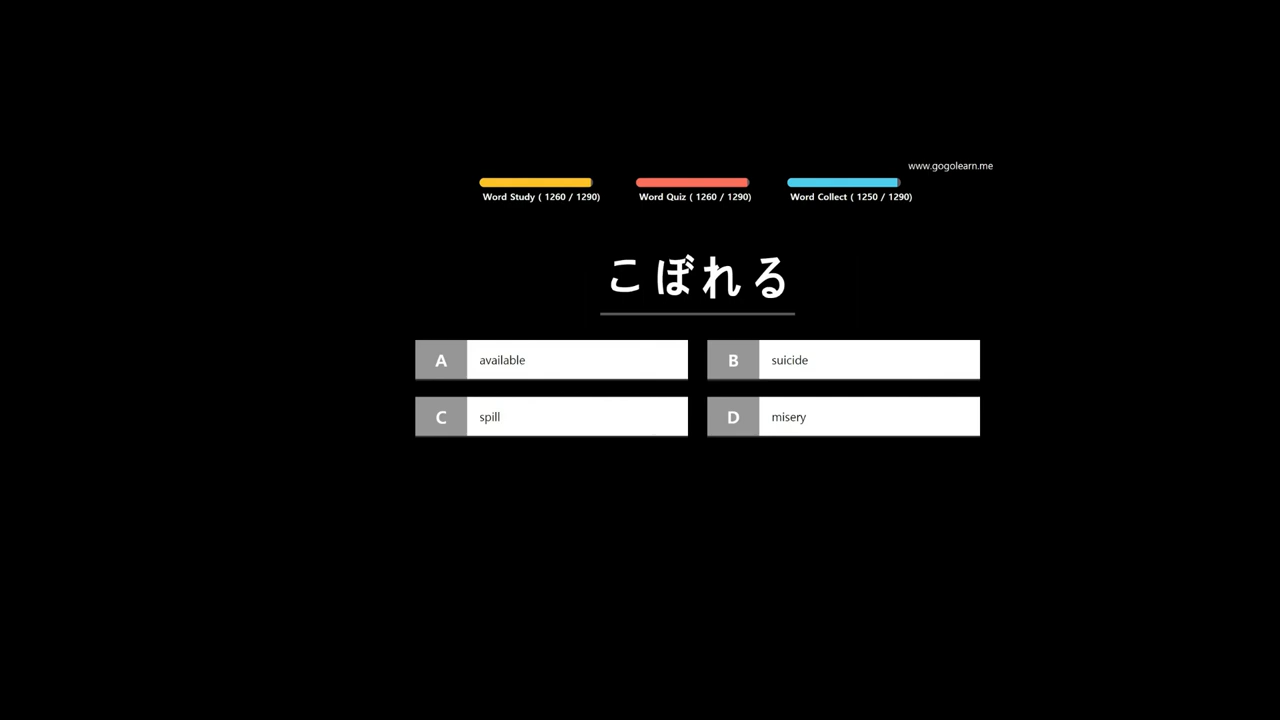 www.gogolearn.me
Word Study ( 1260 / 1290)
Word Quiz ( 1260 / 1290)
Word Collect ( 1250 / 1290)
こぼれる
A available
B suicide
C spill
D misery